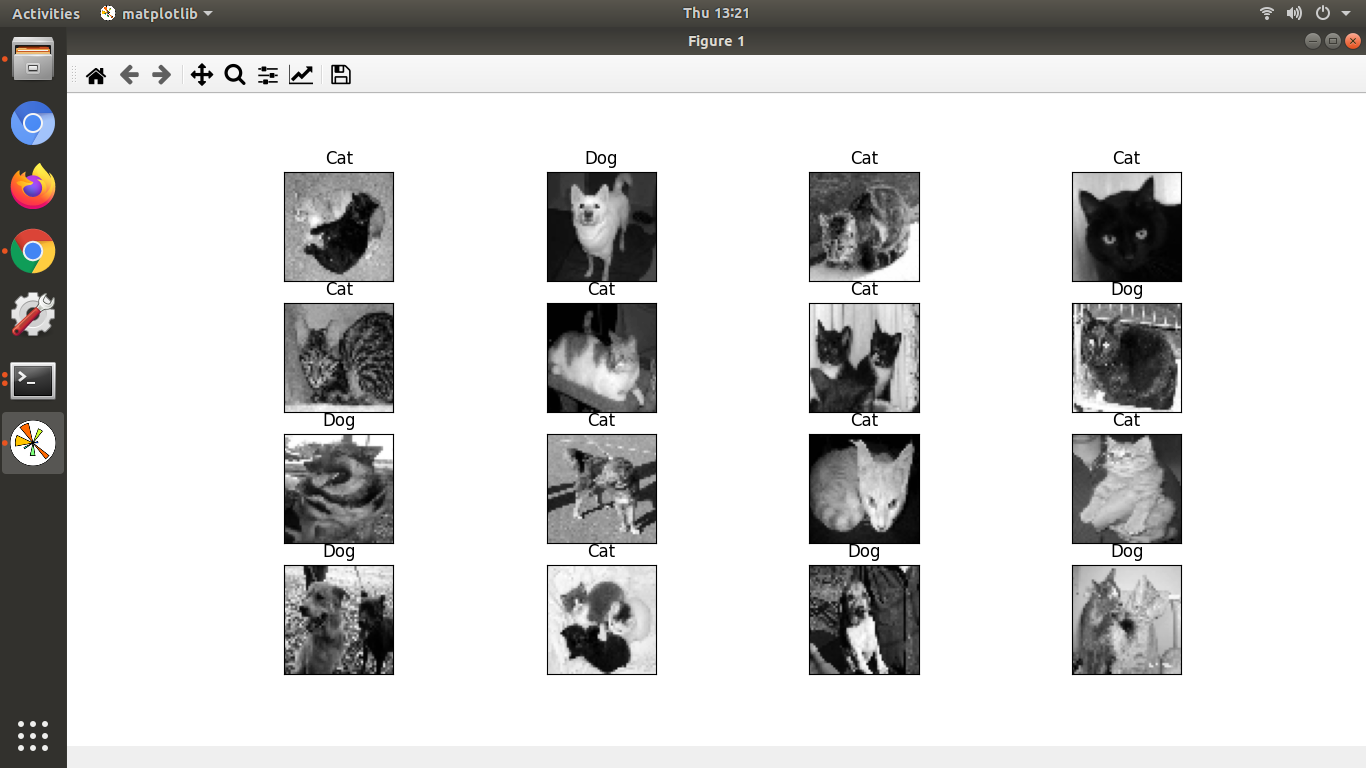 Activities matplotlib Thu 13:21
Figure 1
Cat Dog Cat Cat
Cat Cat Cat Dog
Dog Cat Cat Cat
Dog Cat Dog Dog